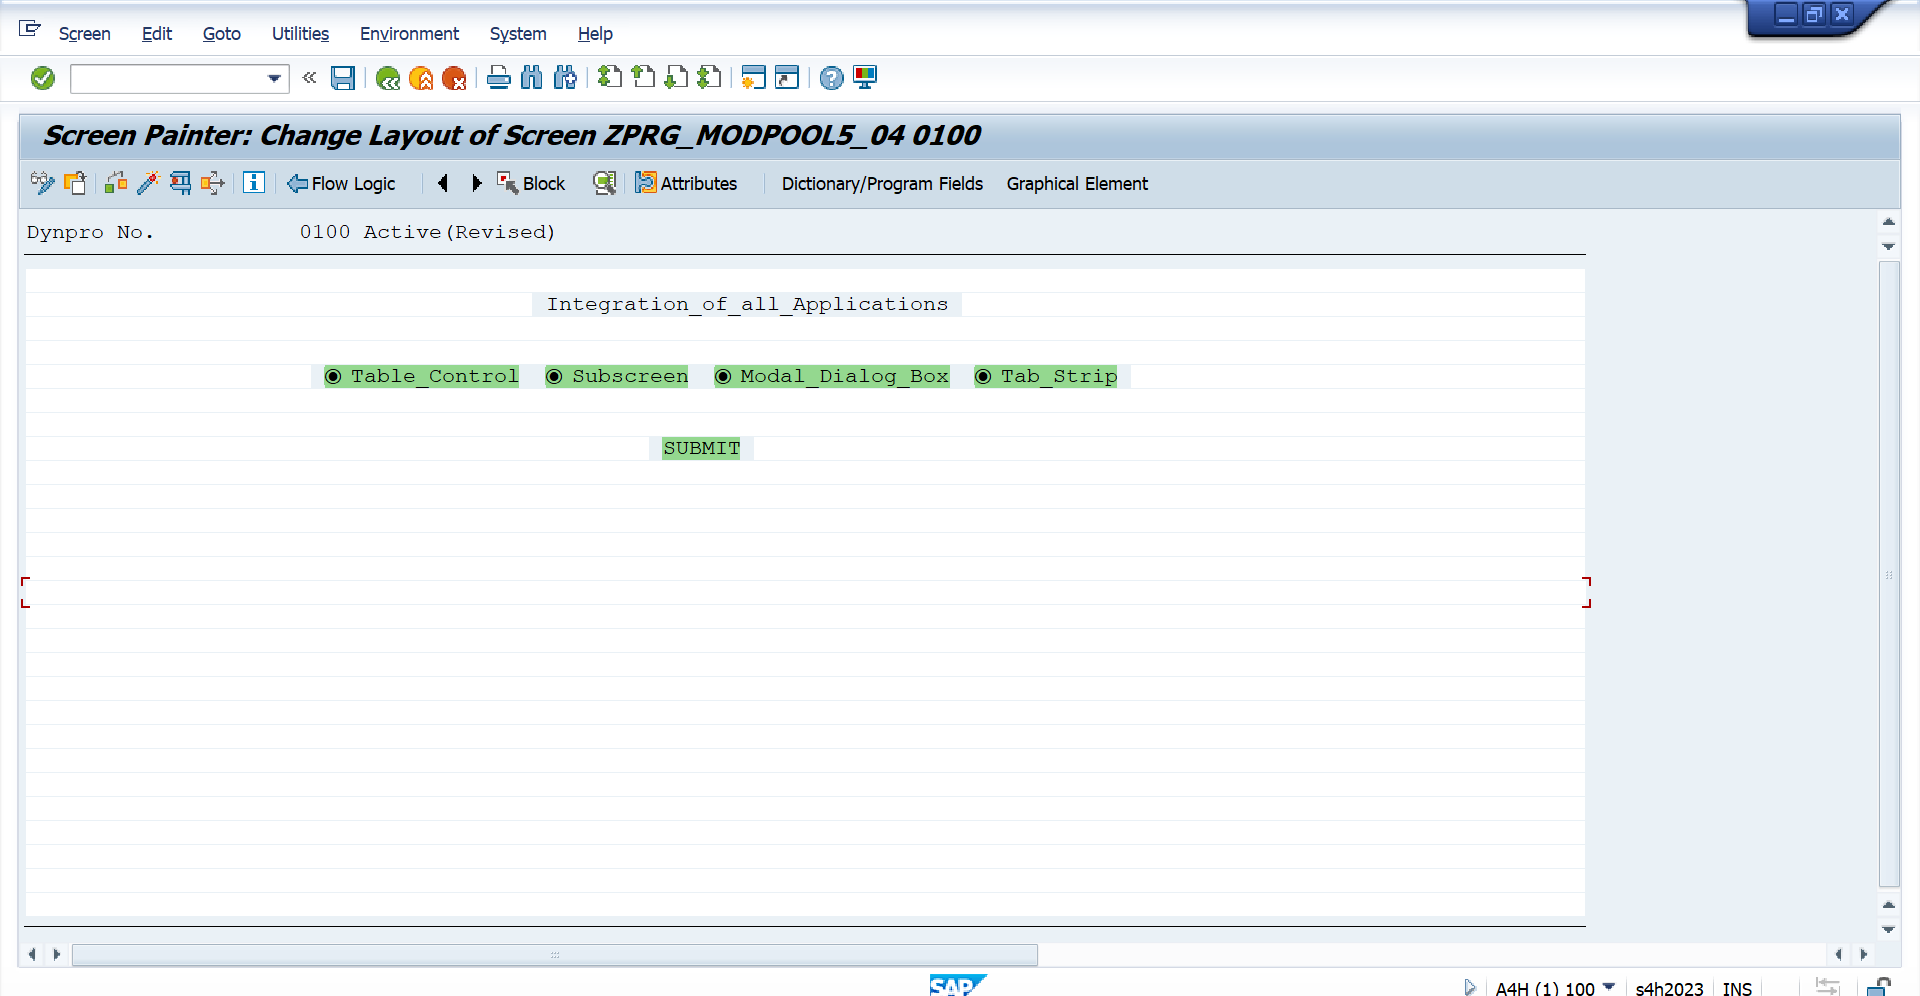 Screen Edit Goto Utilities Environment System Help
Screen Painter: Change Layout of Screen ZPRG_MODPOOL5_04 0100
Flow Logic Block Attributes Dictionary/Program Fields Graphical Element
Dynpro No. 0100 Active(Revised)
Integration_of_all_Applications
Table_Control Subscreen Modal_Dialog_Box Tab_Strip
SUBMIT
SAP A4H (1) 100 s4h2023 INS